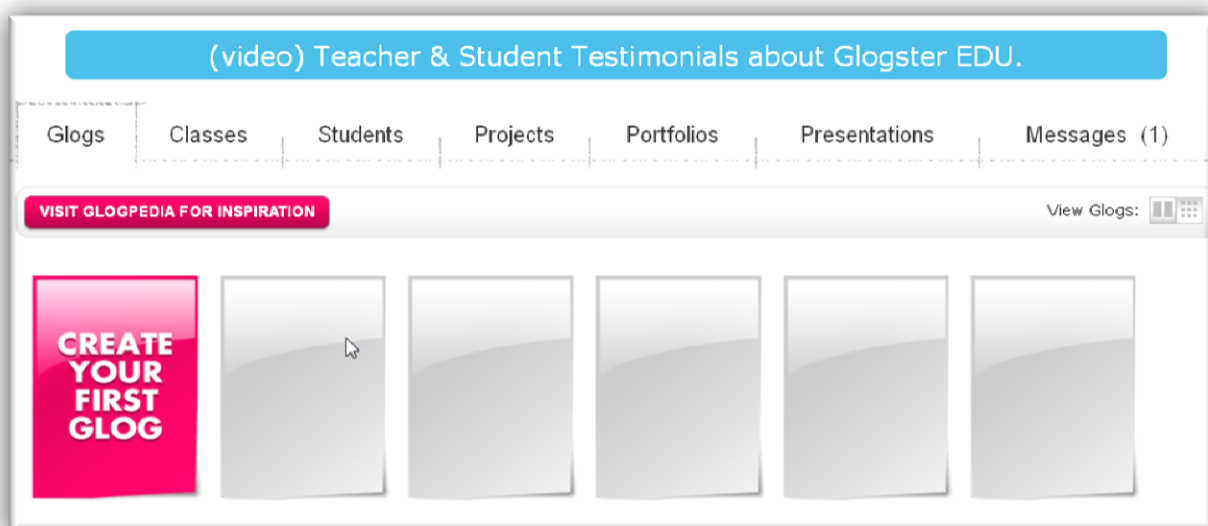 (video) Teacher & Student Testimonials about Glogster EDU.
Glogs Classes Students Projects Portfolios Presentations Messages (1)
VISIT GLOGPEDIA FOR INSPIRATION View Glogs:
CREATE
YOUR
FIRST
GLOG